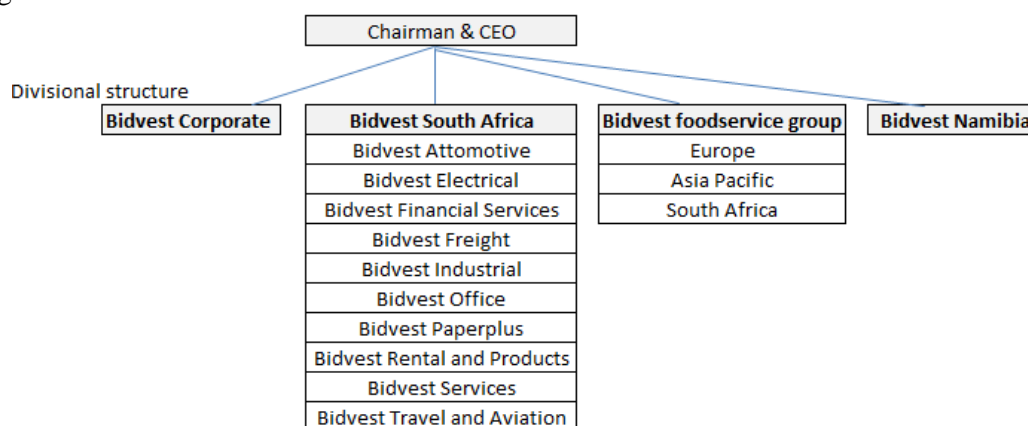 Chairman & CEO
Divisional structure
Bidvest Corporate
Bidvest South Africa
Bidvest Attomotive
Bidvest Electrical
Bidvest Financial Services
Bidvest Freight
Bidvest Industrial
Bidvest Office
Bidvest Paperplus
Bidvest Rental and Products
Bidvest Services
Bidvest Travel and Aviation
Bidvest foodservice group
Europe
Asia Pacific
South Africa
Bidvest Namibia